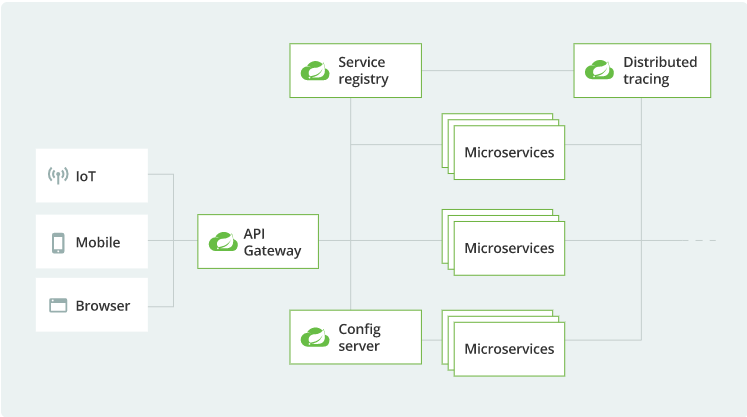 Service
registry
Distributed
tracing
Microservices
IoT
Mobile
API
Gateway
Microservices
Browser
Config
server
Microservices